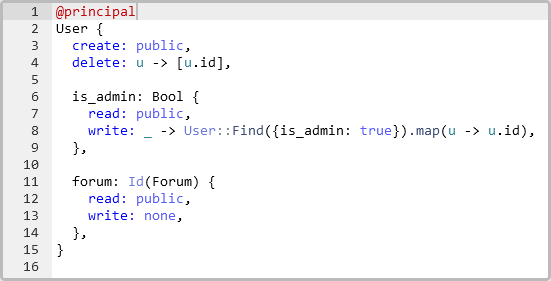 1 @principal
2 User {
3   create: public,
4   delete: u -> [u.id],
5
6   is_admin: Bool {
7     read: public,
8     write: _ -> User::Find({is_admin: true}).map(u -> u.id),
9   },
10
11   forum: Id(Forum) {
12     read: public,
13     write: none,
14   },
15 }
16